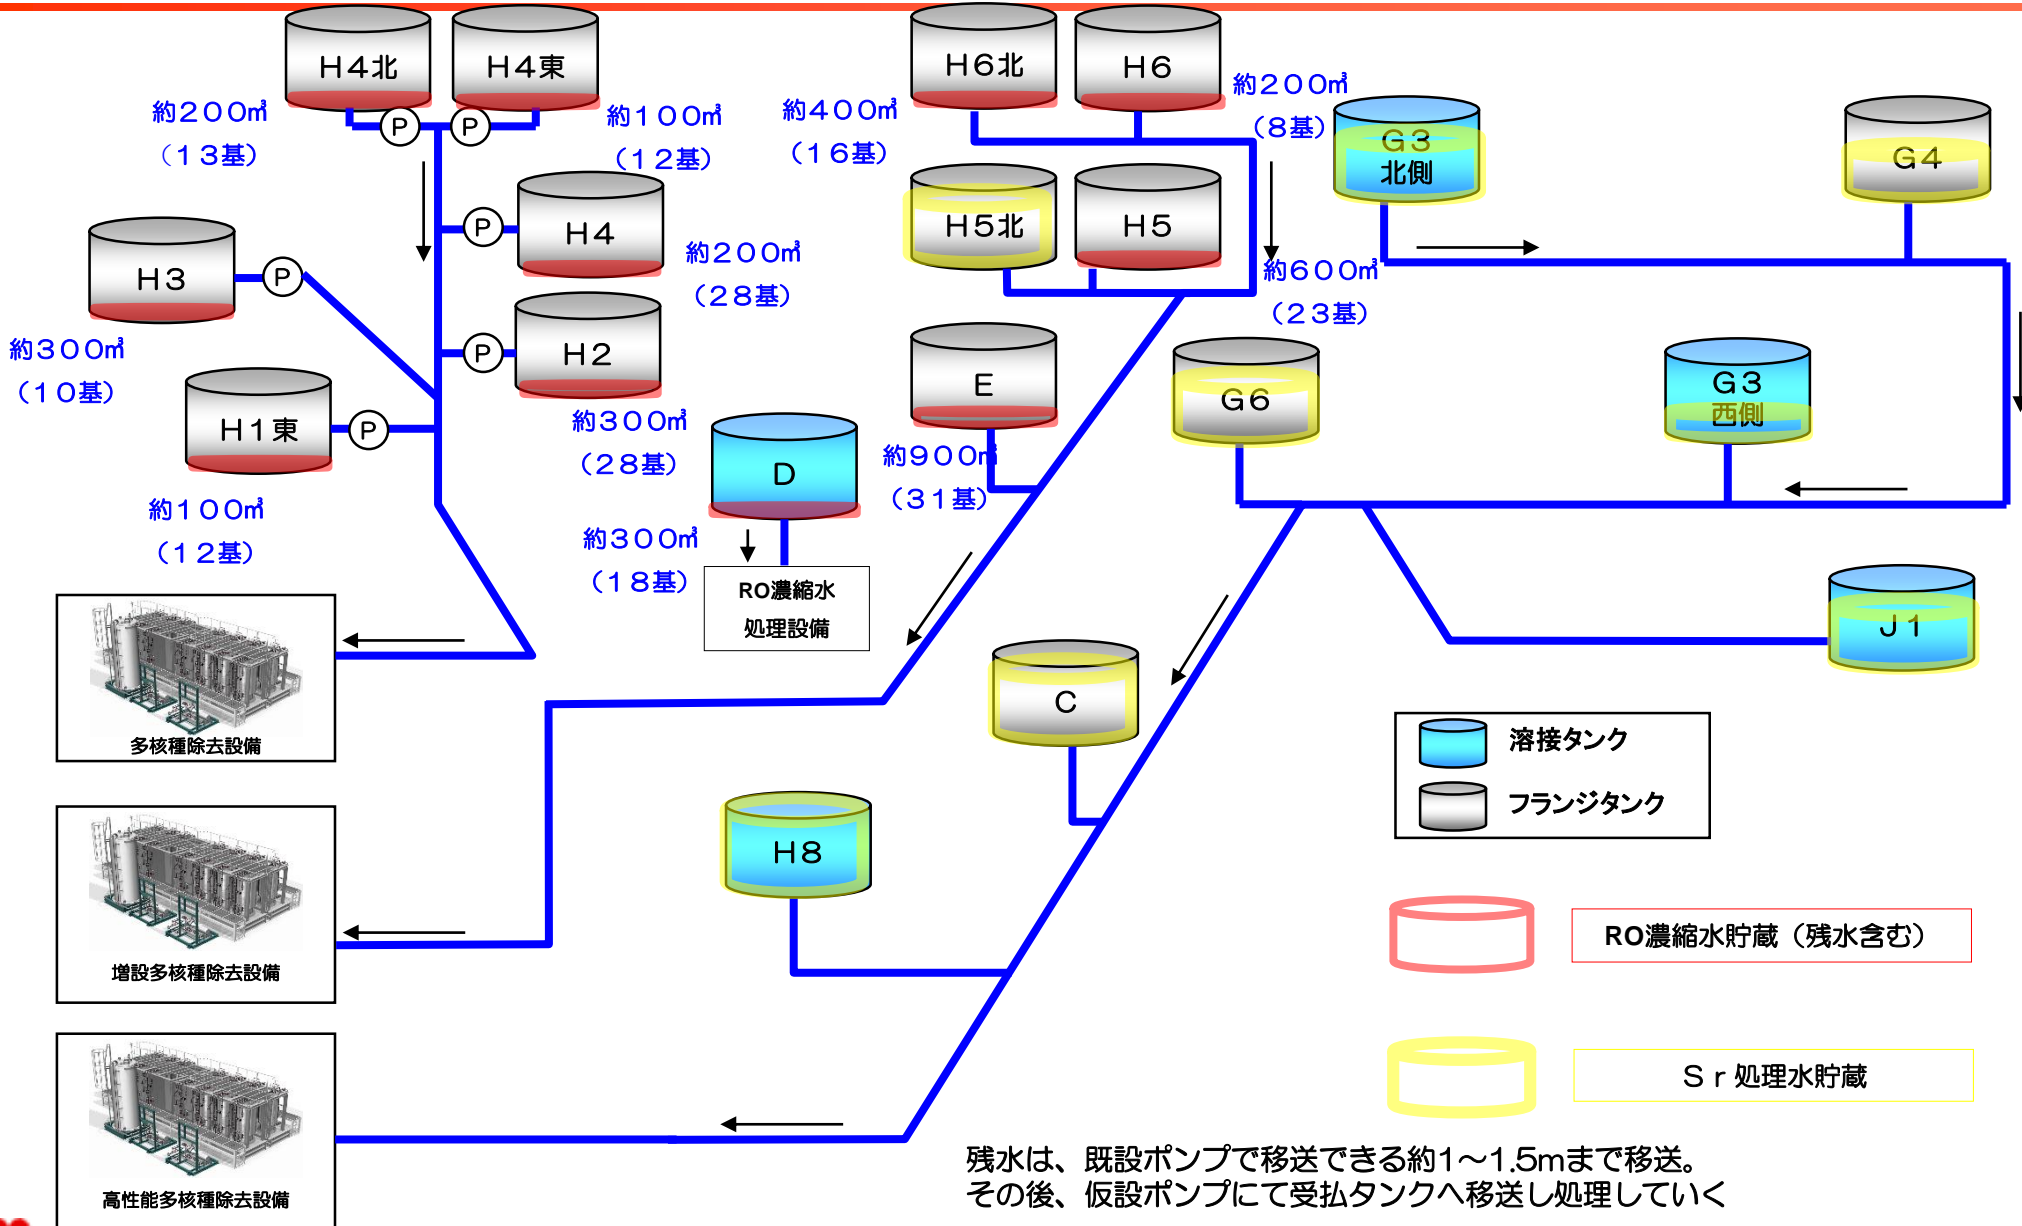 H4北
H4東
約200㎥
(13基)
P
P
約100㎥
(12基)
H3
P
約300㎥
(10基)
P
H4
約200㎥
(28基)
P
H2
約300㎥
(28基)
H1東
P
約100㎥
(12基)
D
約300㎥
(18基)
RO濃縮水
処理設備
H6北
H6
約400㎥
(16基)
約200㎥
(8基)
H5北
H5
約600㎥
(23基)
E
約900㎥
(31基)
G3
北側
G4
G6
G3
西側
J1
C
H8
多核種除去設備
増設多核種除去設備
高性能多核種除去設備
溶接タンク
フランジタンク
RO濃縮水貯蔵(残水含む)
Sr処理水貯蔵
残水は、既設ポンプで移送できる約1~1.5mまで移送。
その後、仮設ポンプにて受払タンクへ移送し処理していく